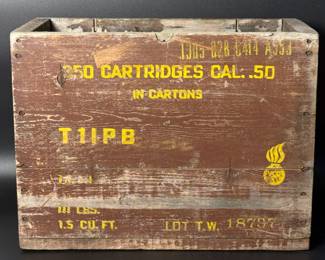 1305 028 6414 A553
250 CARTRIDGES CAL. .50
IN CARTONS
T1IPB
111 LBS.
1.5 CU. FT.
LOT T.W. 18797